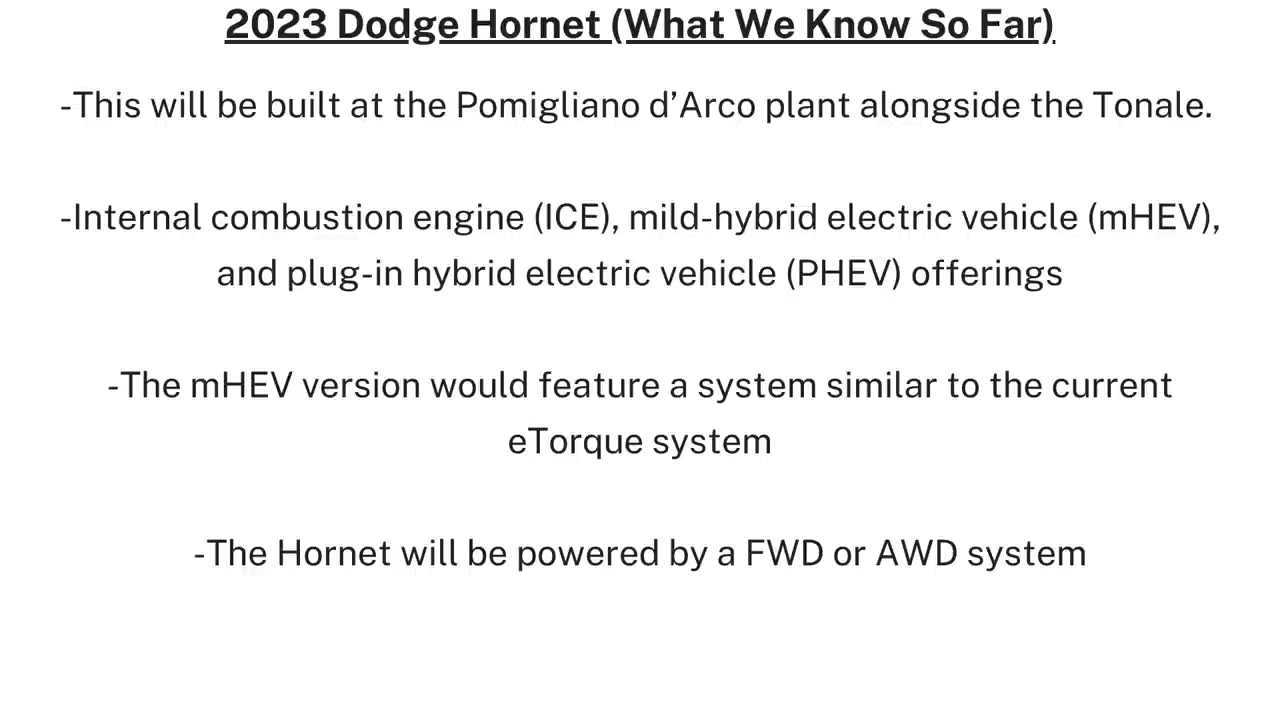 2023 Dodge Hornet (What We Know So Far)
-This will be built at the Pomigliano d’Arco plant alongside the Tonale.
-Internal combustion engine (ICE), mild-hybrid electric vehicle (mHEV),
and plug-in hybrid electric vehicle (PHEV) offerings
-The mHEV version would feature a system similar to the current
eTorque system
-The Hornet will be powered by a FWD or AWD system